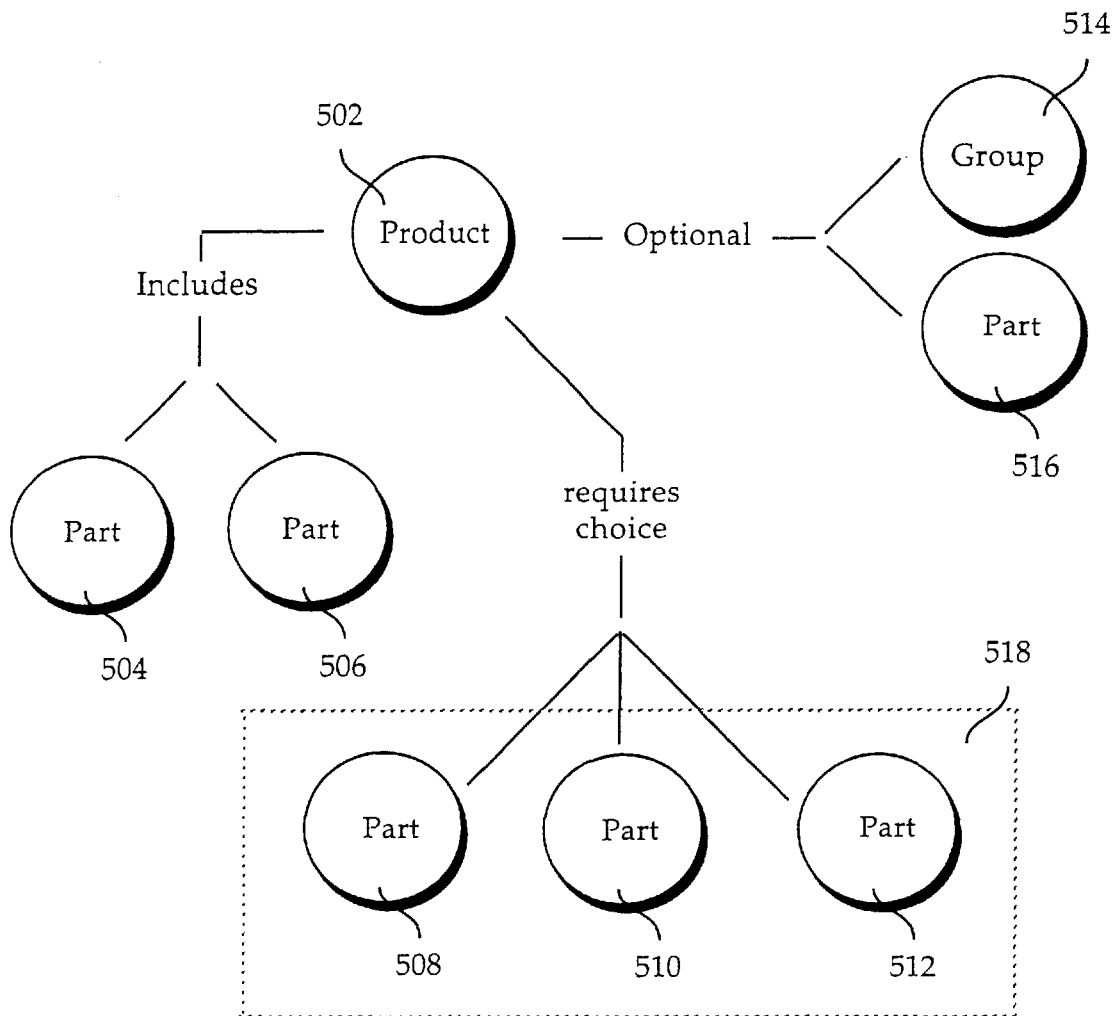 514
502
Group
Product
Optional
Includes
Part
516
requires
choice
Part
Part
504
506
518
Part
Part
Part
508
510
512